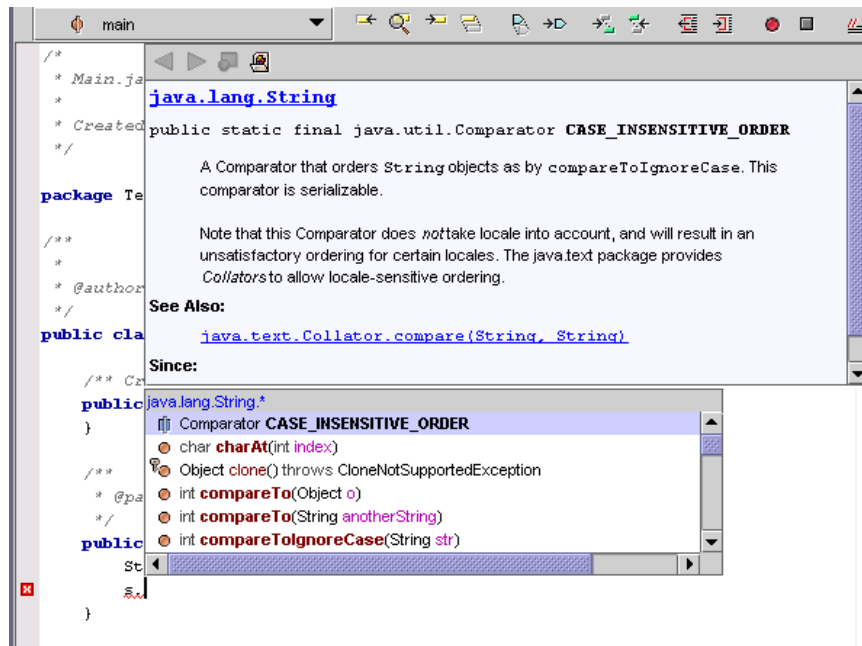 main
/*
* Main.ja
*
* Created
*/
package Te
/**
*
* @author
*/
public cla
/** Cr
public
}
/**
* @pa
*/
public
St
s.
}
java.lang.String
public static final java.util.Comparator CASE_INSENSITIVE_ORDER
A Comparator that orders String objects as by compareToIgnoreCase. This
comparator is serializable.
Note that this Comparator does not take locale into account, and will result in an
unsatisfactory ordering for certain locales. The java.text package provides
Collators to allow locale-sensitive ordering.
See Also:
java.text.Collator.compare(String, String)
Since:
java.lang.String.*
Comparator CASE_INSENSITIVE_ORDER
char charAt(int index)
Object clone() throws CloneNotSupportedException
int compareTo(Object o)
int compareTo(String anotherString)
int compareToIgnoreCase(String str)